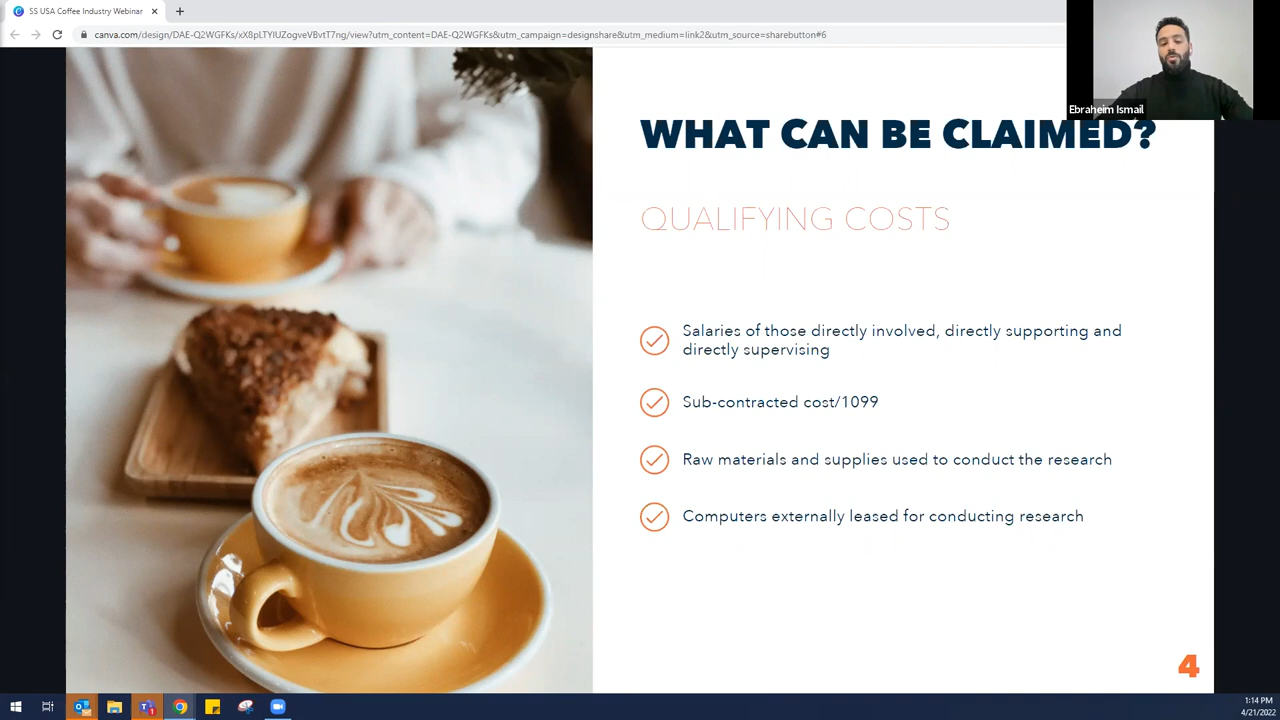 SS USA Coffee Industry Webinar
canva.com/design/DAE-Q2WGFKs/xX8pLTYIUZogveVBvtT7ng/view?utm_content=DAE-Q2WGFKs&utm_campaign=designshare&utm_medium=link2&utm_source=sharebutton#6
Ebraheim Ismail
WHAT CAN BE CLAIMED?
QUALIFYING COSTS
Salaries of those directly involved, directly supporting and
directly supervising
Sub-contracted cost/1099
Raw materials and supplies used to conduct the research
Computers externally leased for conducting research
4
1:14 PM
4/21/2022